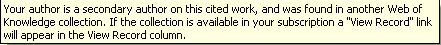 Your author is a secondary author on this cited work, and was found in another Web of
Knowledge collection. If the collection is available in your subscription a "View Record" link
will appear in the View Record column.